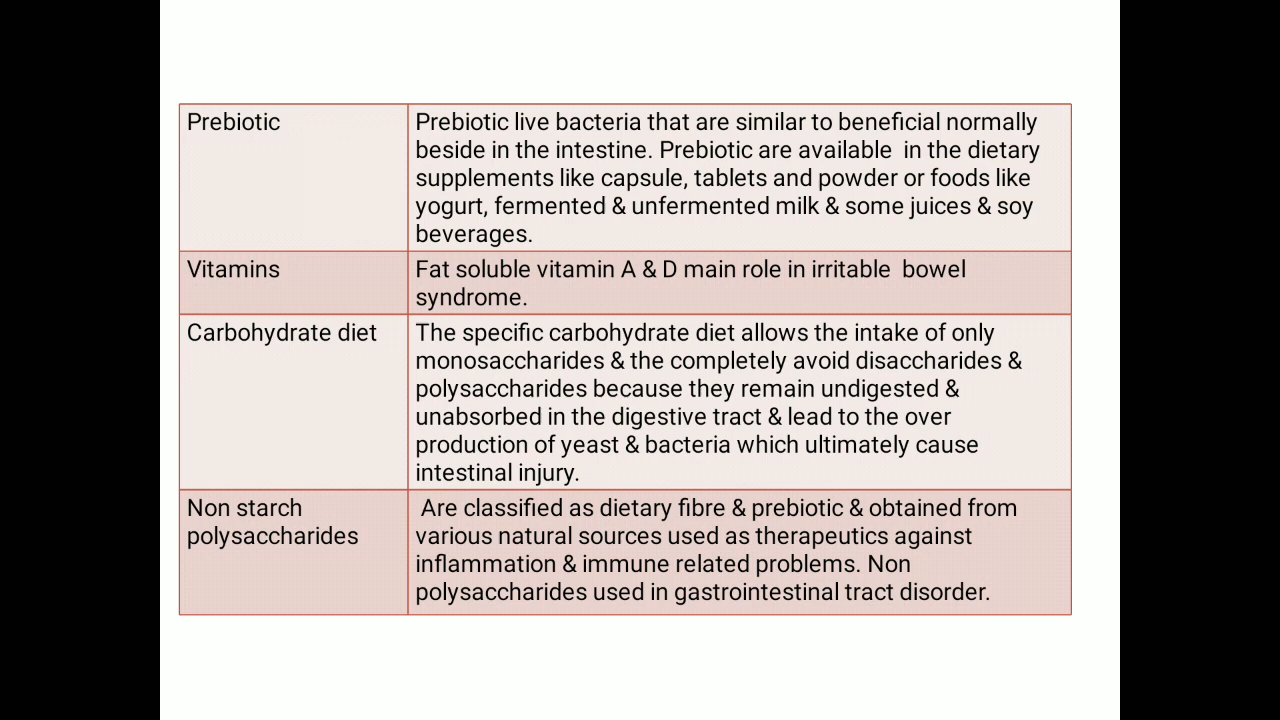 Prebiotic
Prebiotic live bacteria that are similar to beneficial normally
beside in the intestine. Prebiotic are available  in the dietary
supplements like capsule, tablets and powder or foods like
yogurt, fermented & unfermented milk & some juices & soy
beverages.
Vitamins
Fat soluble vitamin A & D main role in irritable  bowel
syndrome.
Carbohydrate diet
The specific carbohydrate diet allows the intake of only
monosaccharides & the completely avoid disaccharides &
polysaccharides because they remain undigested &
unabsorbed in the digestive tract & lead to the over
production of yeast & bacteria which ultimately cause
intestinal injury.
Non starch
polysaccharides
Are classified as dietary fibre & prebiotic & obtained from
various natural sources used as therapeutics against
inflammation & immune related problems. Non
polysaccharides used in gastrointestinal tract disorder.